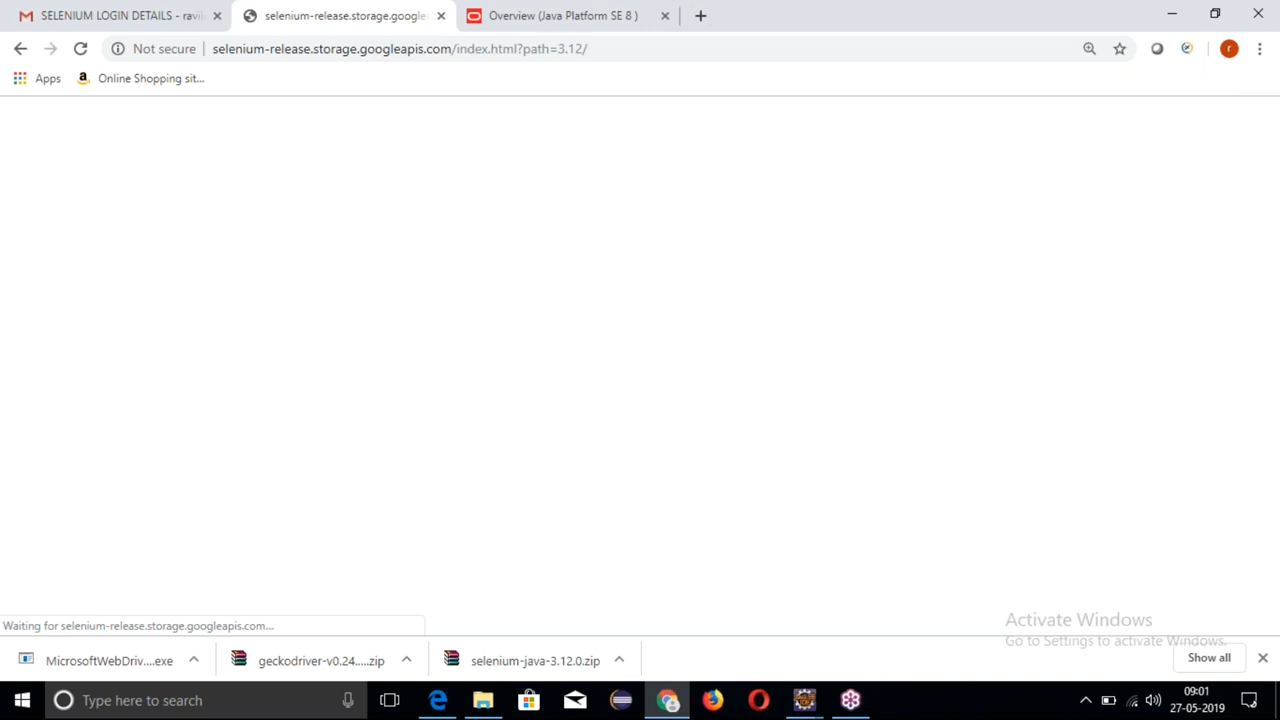 SELENIUM LOGIN DETAILS - ravil
selenium-release.storage.google
Overview (Java Platform SE 8 )
Not secure
selenium-release.storage.googleapis.com/index.html?path=3.12/
r
Apps
a
Online Shopping sit...
Waiting for selenium-release.storage.googleapis.com...
Activate Windows
Go to Settings to activate Windows.
MicrosoftWebDriv....exe
geckodriver-v0.24.....zip
selenium-java-3.12.0.zip
Show all
Type here to search
09:01
27-05-2019